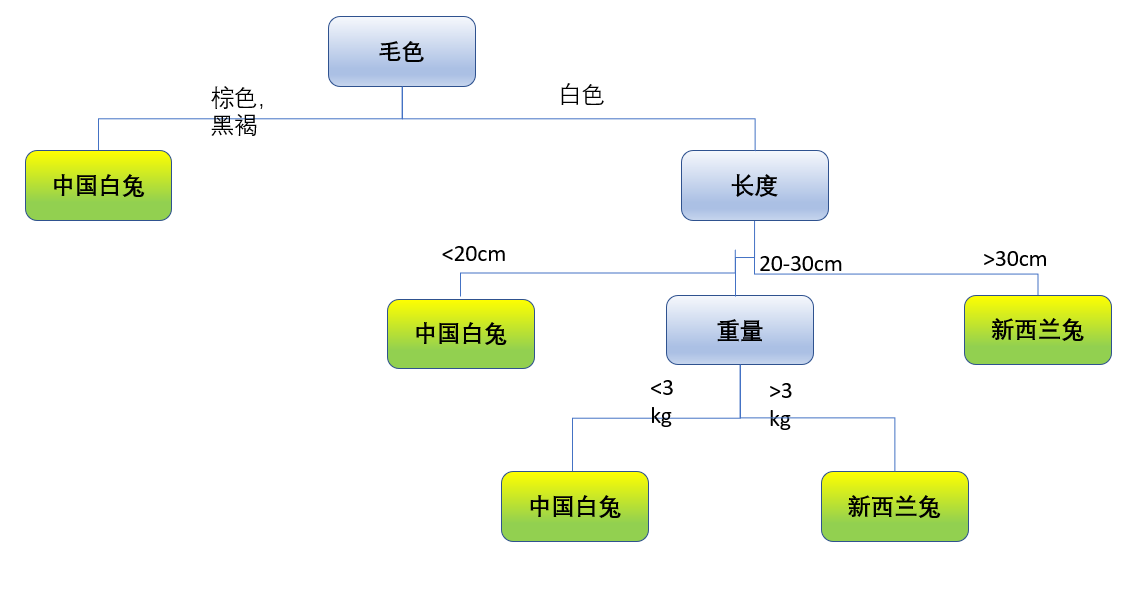 毛色
棕色,
黑褐
白色
中国白兔
长度
<20cm
20-30cm
>30cm
中国白兔
重量
新西兰兔
<3
kg
>3
kg
中国白兔
新西兰兔